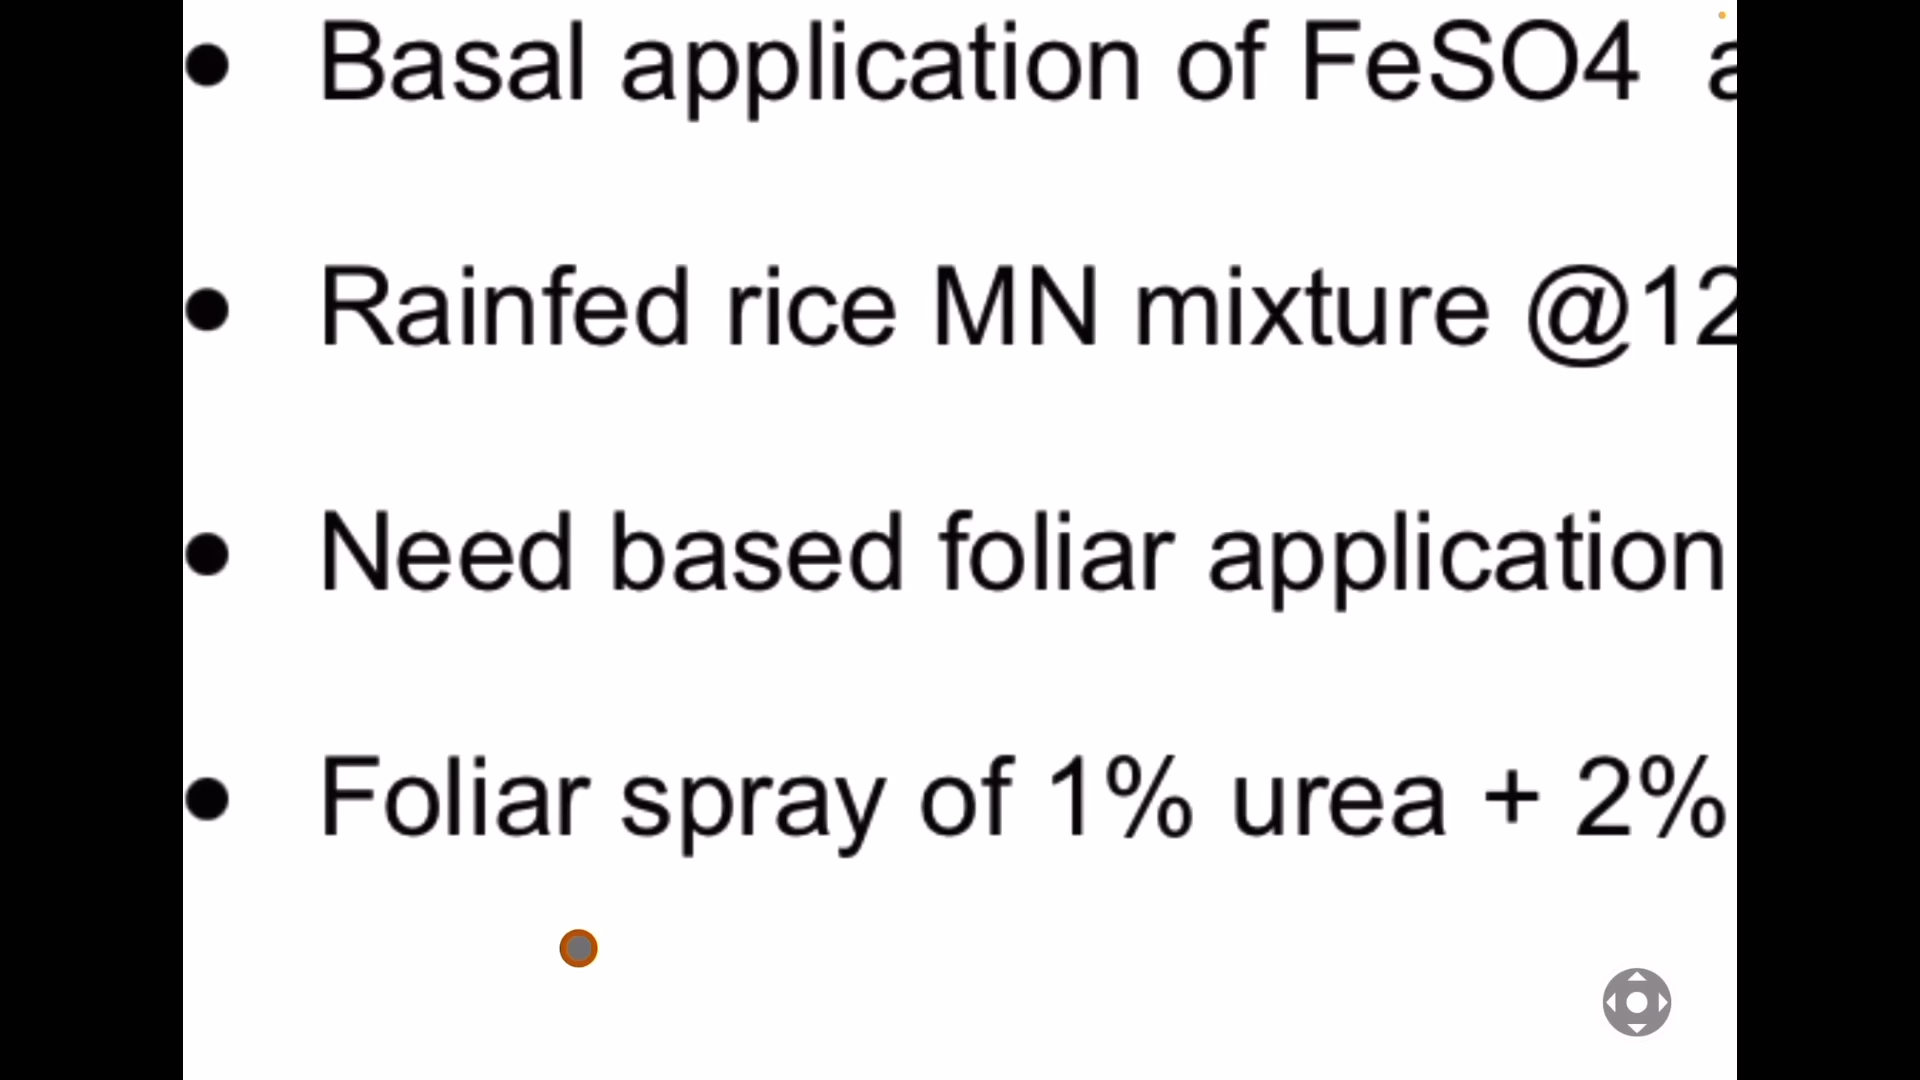 • Basal application of FeSO4
• Rainfed rice MN mixture @12
• Need based foliar application
• Foliar spray of 1% urea + 2%